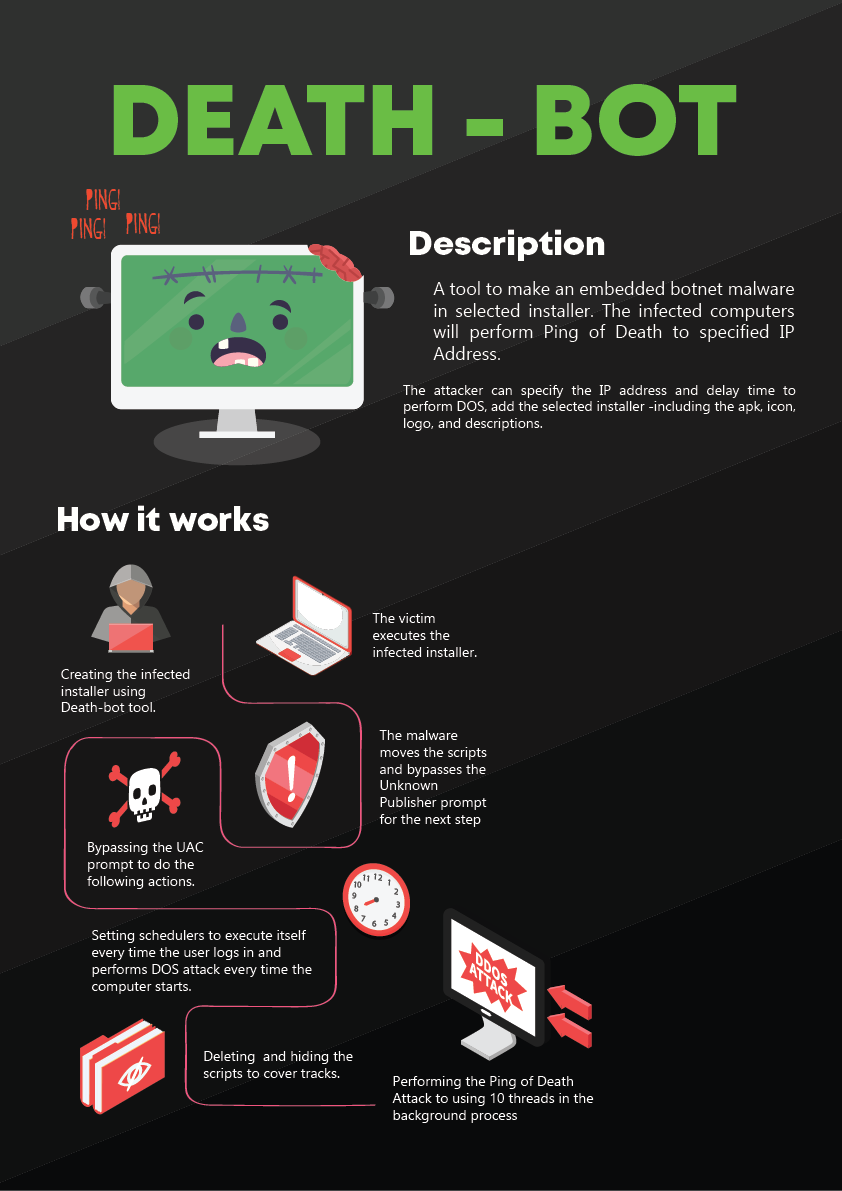 DEATH - BOT
PING!
PING!
PING!
Description
A tool to make an embedded botnet malware
in selected installer. The infected computers
will perform Ping of Death to specified IP
Address.
The attacker can specify the IP address and delay time to
perform DOS, add the selected installer -including the apk, icon,
logo, and descriptions.
How it works
Creating the infected
installer using
Death-bot tool.
The victim
executes the
infected installer.
The malware
moves the scripts
and bypasses the
Unknown
Publisher prompt
for the next step
!
Bypassing the UAC
prompt to do the
following actions.
11 12 1
10 2
9 3
8 4
7 6 5
Setting schedulers to execute itself
every time the user logs in and
performs DOS attack every time the
computer starts.
DDOS
ATTACK
Deleting and hiding the
scripts to cover tracks.
Performing the Ping of Death
Attack to using 10 threads in the
background process